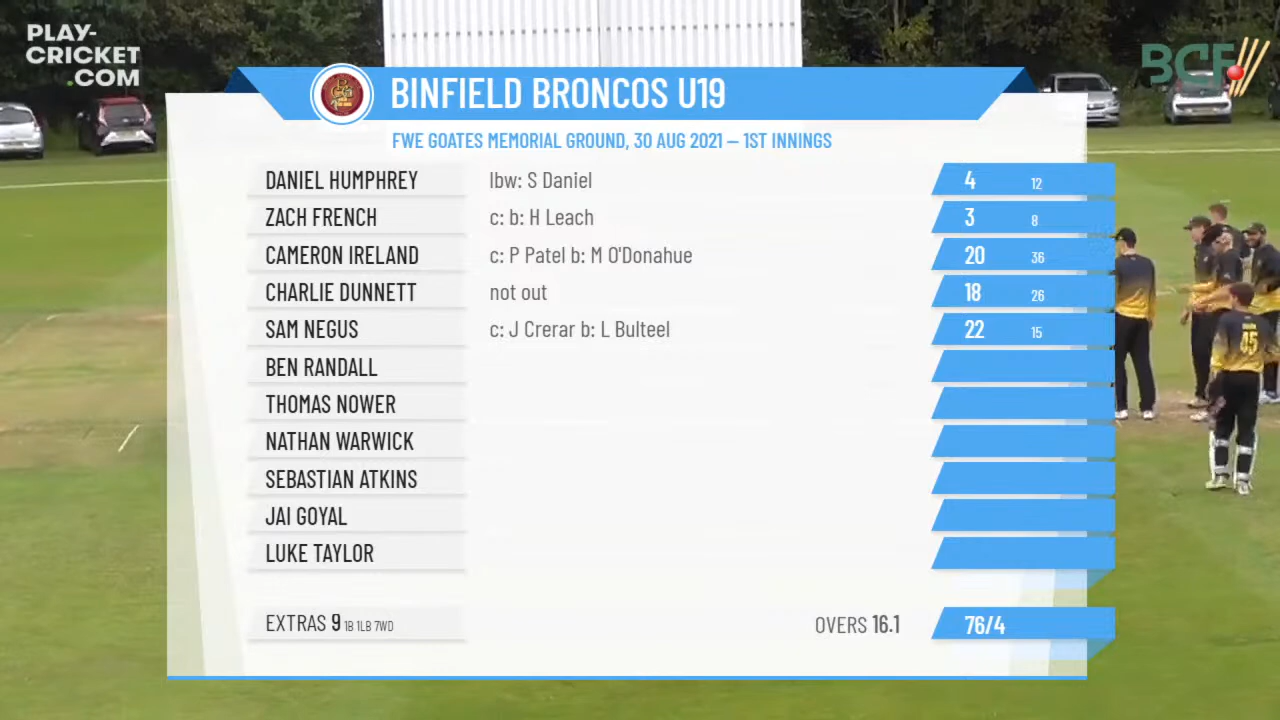 PLAY-
CRICKET
.COM
BCF
BINFIELD BRONCOS U19
FWE GOATES MEMORIAL GROUND, 30 AUG 2021 – 1ST INNINGS
DANIEL HUMPHREY lbw: S Daniel 4 12
ZACH FRENCH c: b: H Leach 3 8
CAMERON IRELAND c: P Patel b: M O'Donahue 20 36
CHARLIE DUNNETT not out 18 26
SAM NEGUS c: J Crerar b: L Bulteel 22 15
BEN RANDALL
THOMAS NOWER
NATHAN WARWICK
SEBASTIAN ATKINS
JAI GOYAL
LUKE TAYLOR
EXTRAS 9 1B 1LB 7WD OVERS 16.1 76/4
45